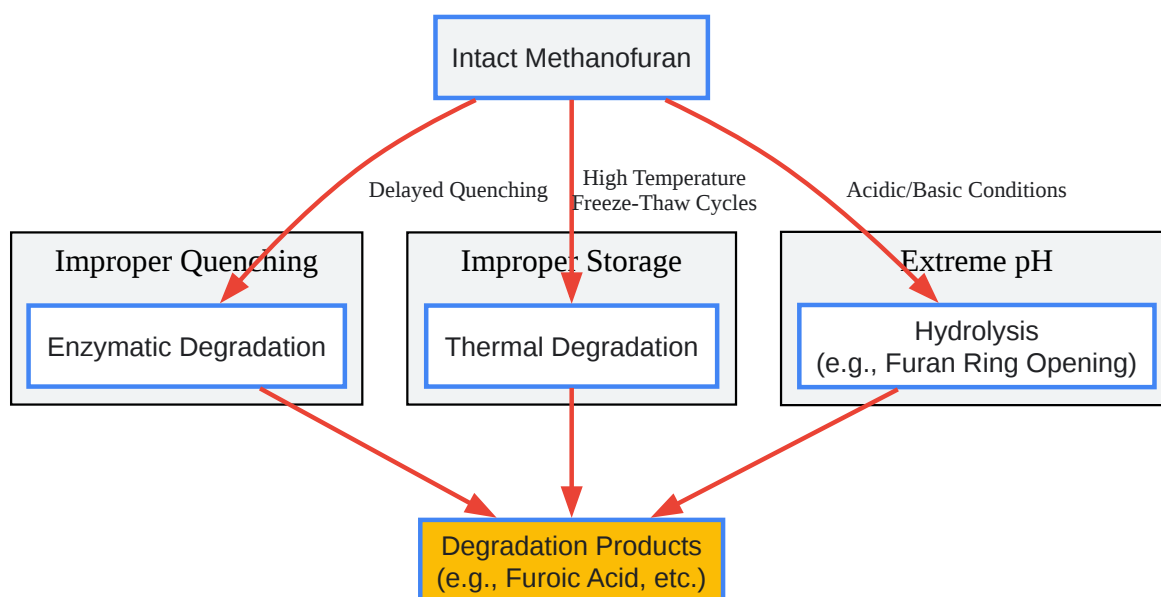 Intact Methanofuran
Delayed Quenching
High Temperature
Freeze-Thaw Cycles
Acidic/Basic Conditions
Improper Quenching
Improper Storage
Extreme pH
Enzymatic Degradation
Thermal Degradation
Hydrolysis
(e.g., Furan Ring Opening)
Degradation Products
(e.g., Furoic Acid, etc.)